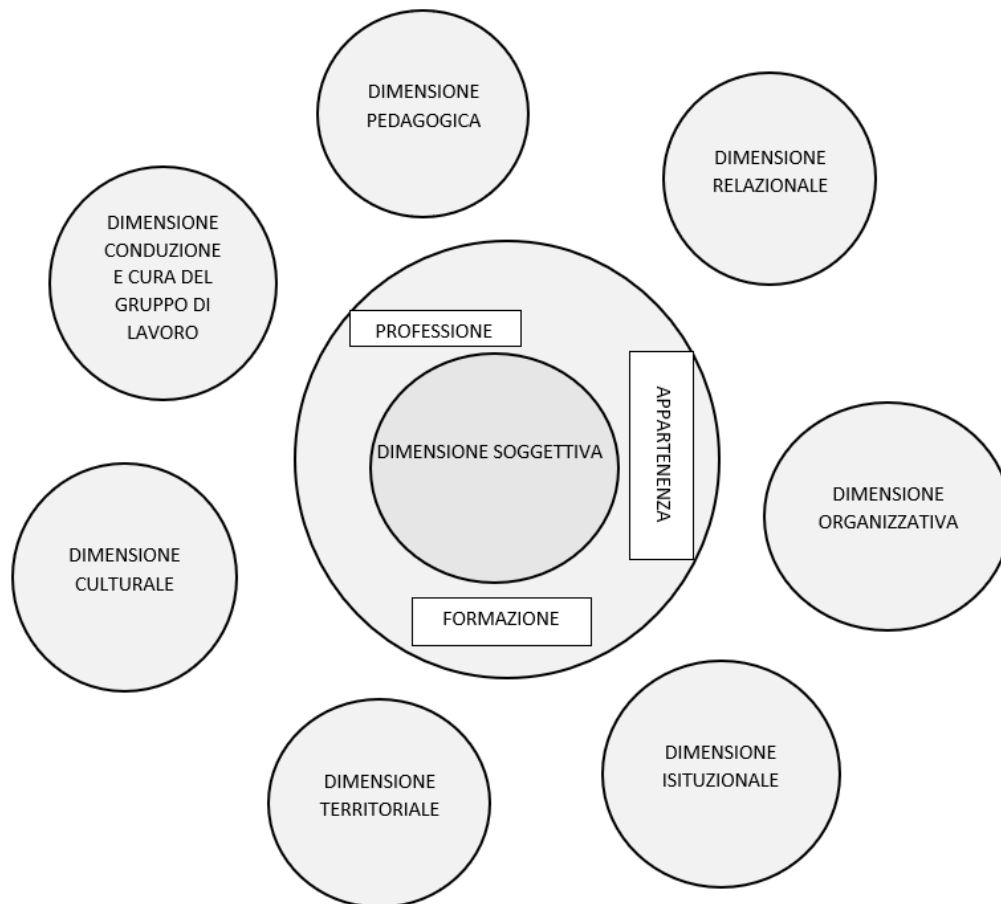 DIMENSIONE
PEDAGOGICA
DIMENSIONE
RELAZIONALE
DIMENSIONE
CONDUZIONE
E CURA DEL
GRUPPO DI
LAVORO
PROFESSIONE
APPARTENENZA
DIMENSIONE SOGGETTIVA
DIMENSIONE
ORGANIZZATIVA
DIMENSIONE
CULTURALE
FORMAZIONE
DIMENSIONE
ISITUZIONALE
DIMENSIONE
TERRITORIALE